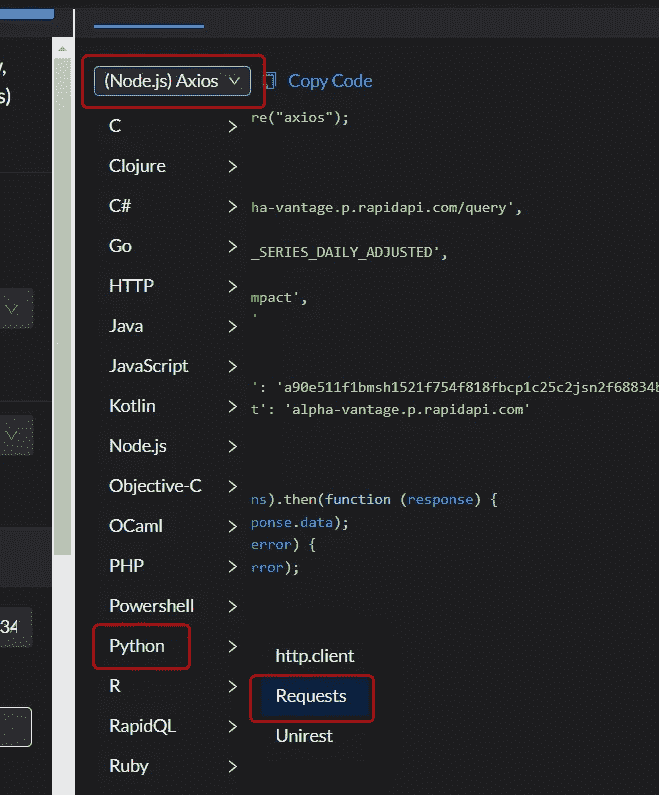 ,
s)
(Node.js) Axios Copy Code
C
re("axios");
Clojure
C#
ha-vantage.p.rapidapi.com/query',
Go
_SERIES_DAILY_ADJUSTED',
HTTP
mpact',
'
Java
JavaScript
': 'a90e511f1bmsh1521f754f818fbcp1c25c2jsn2f68834b
Kotlin
t': 'alpha-vantage.p.rapidapi.com'
Node.js
Objective-C
ns).then(function (response) {
OCaml
ponse.data);
error) {
PHP
rror);
Powershell
34
Python
http.client
R
Requests
RapidQL
Unirest
Ruby